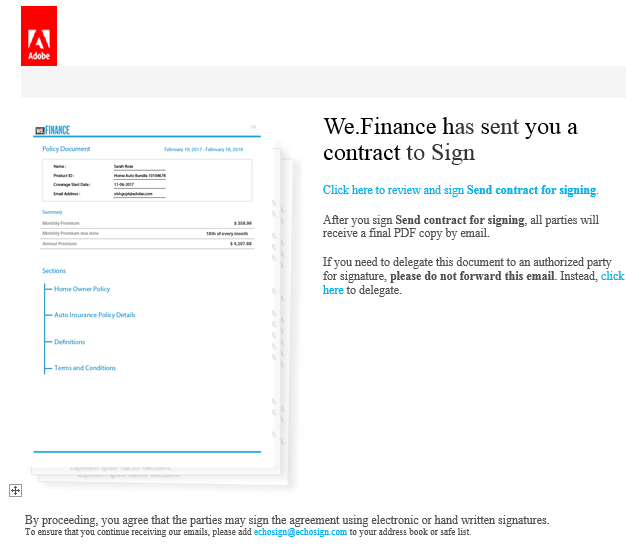 Adobe
We.FINANCE
Policy Document
February 18, 2017 - February 18, 2018
Name :
Sarah Rose
Product ID :
Home Auto Bundle 10104678
Coverage Start Date :
11-06-2017
Email Address :
Summary
Monthly Premium
$ 358.99
Monthly Premium due date
10th of every month
Annual Premium
$ 4,307.88
Sections
Home Owner Policy
Auto Insurance Policy Details
Definitions
Terms and Conditions
We.Finance has sent you a
contract to Sign
Click here to review and sign Send contract for signing.
After you sign Send contract for signing, all parties will
receive a final PDF copy by email.
If you need to delegate this document to an authorized party
for signature, please do not forward this email. Instead, click
here to delegate.
By proceeding, you agree that the parties may sign the agreement using electronic or hand written signatures.
To ensure that you continue receiving our emails, please add echosign@echosign.com to your address book or safe list.